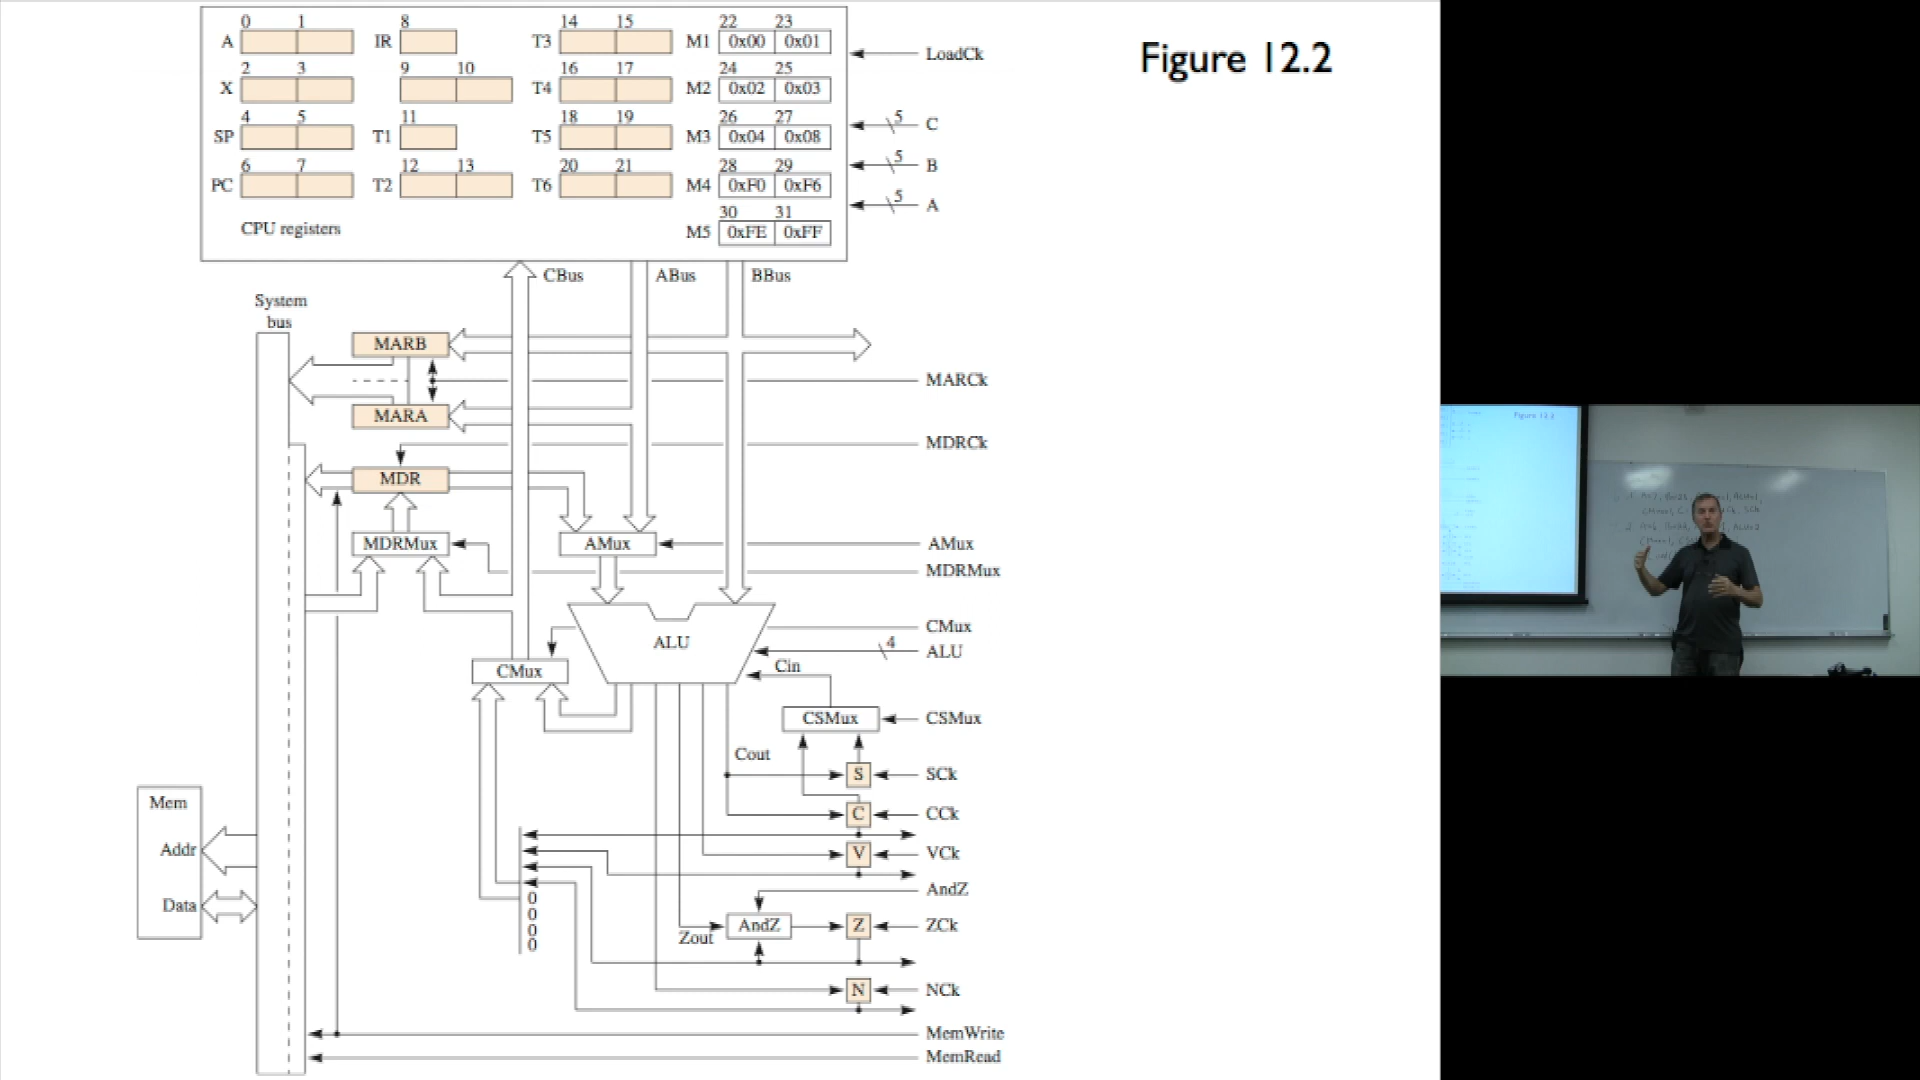 Figure 12.2
0 1 8 14 15 22 23
A IR T3 M1 0x00 0x01
LoadCk
2 3 9 10 16 17 24 25
X T4 M2 0x02 0x03
4 5 11 18 19 26 27
SP T1 T5 M3 0x04 0x08
5 C
6 7 12 13 20 21 28 29
5 B
PC T2 T6 M4 0xF0 0xF6
5 A
30 31
CPU registers M5 0xFE 0xFF
CBus ABus BBus
System
bus
MARB
MARCk
MARA
MDRCk
MDR
MDRMux AMux AMux
MDRMux
CMux
ALU 4 ALU
Cin
CMux
CSMux CSMux
Cout
S SCk
Mem
C CCk
Addr V VCk
AndZ
0
0
0
0
Data
AndZ Z ZCk
Zout
N NCk
MemWrite
MemRead
Figure 12.2